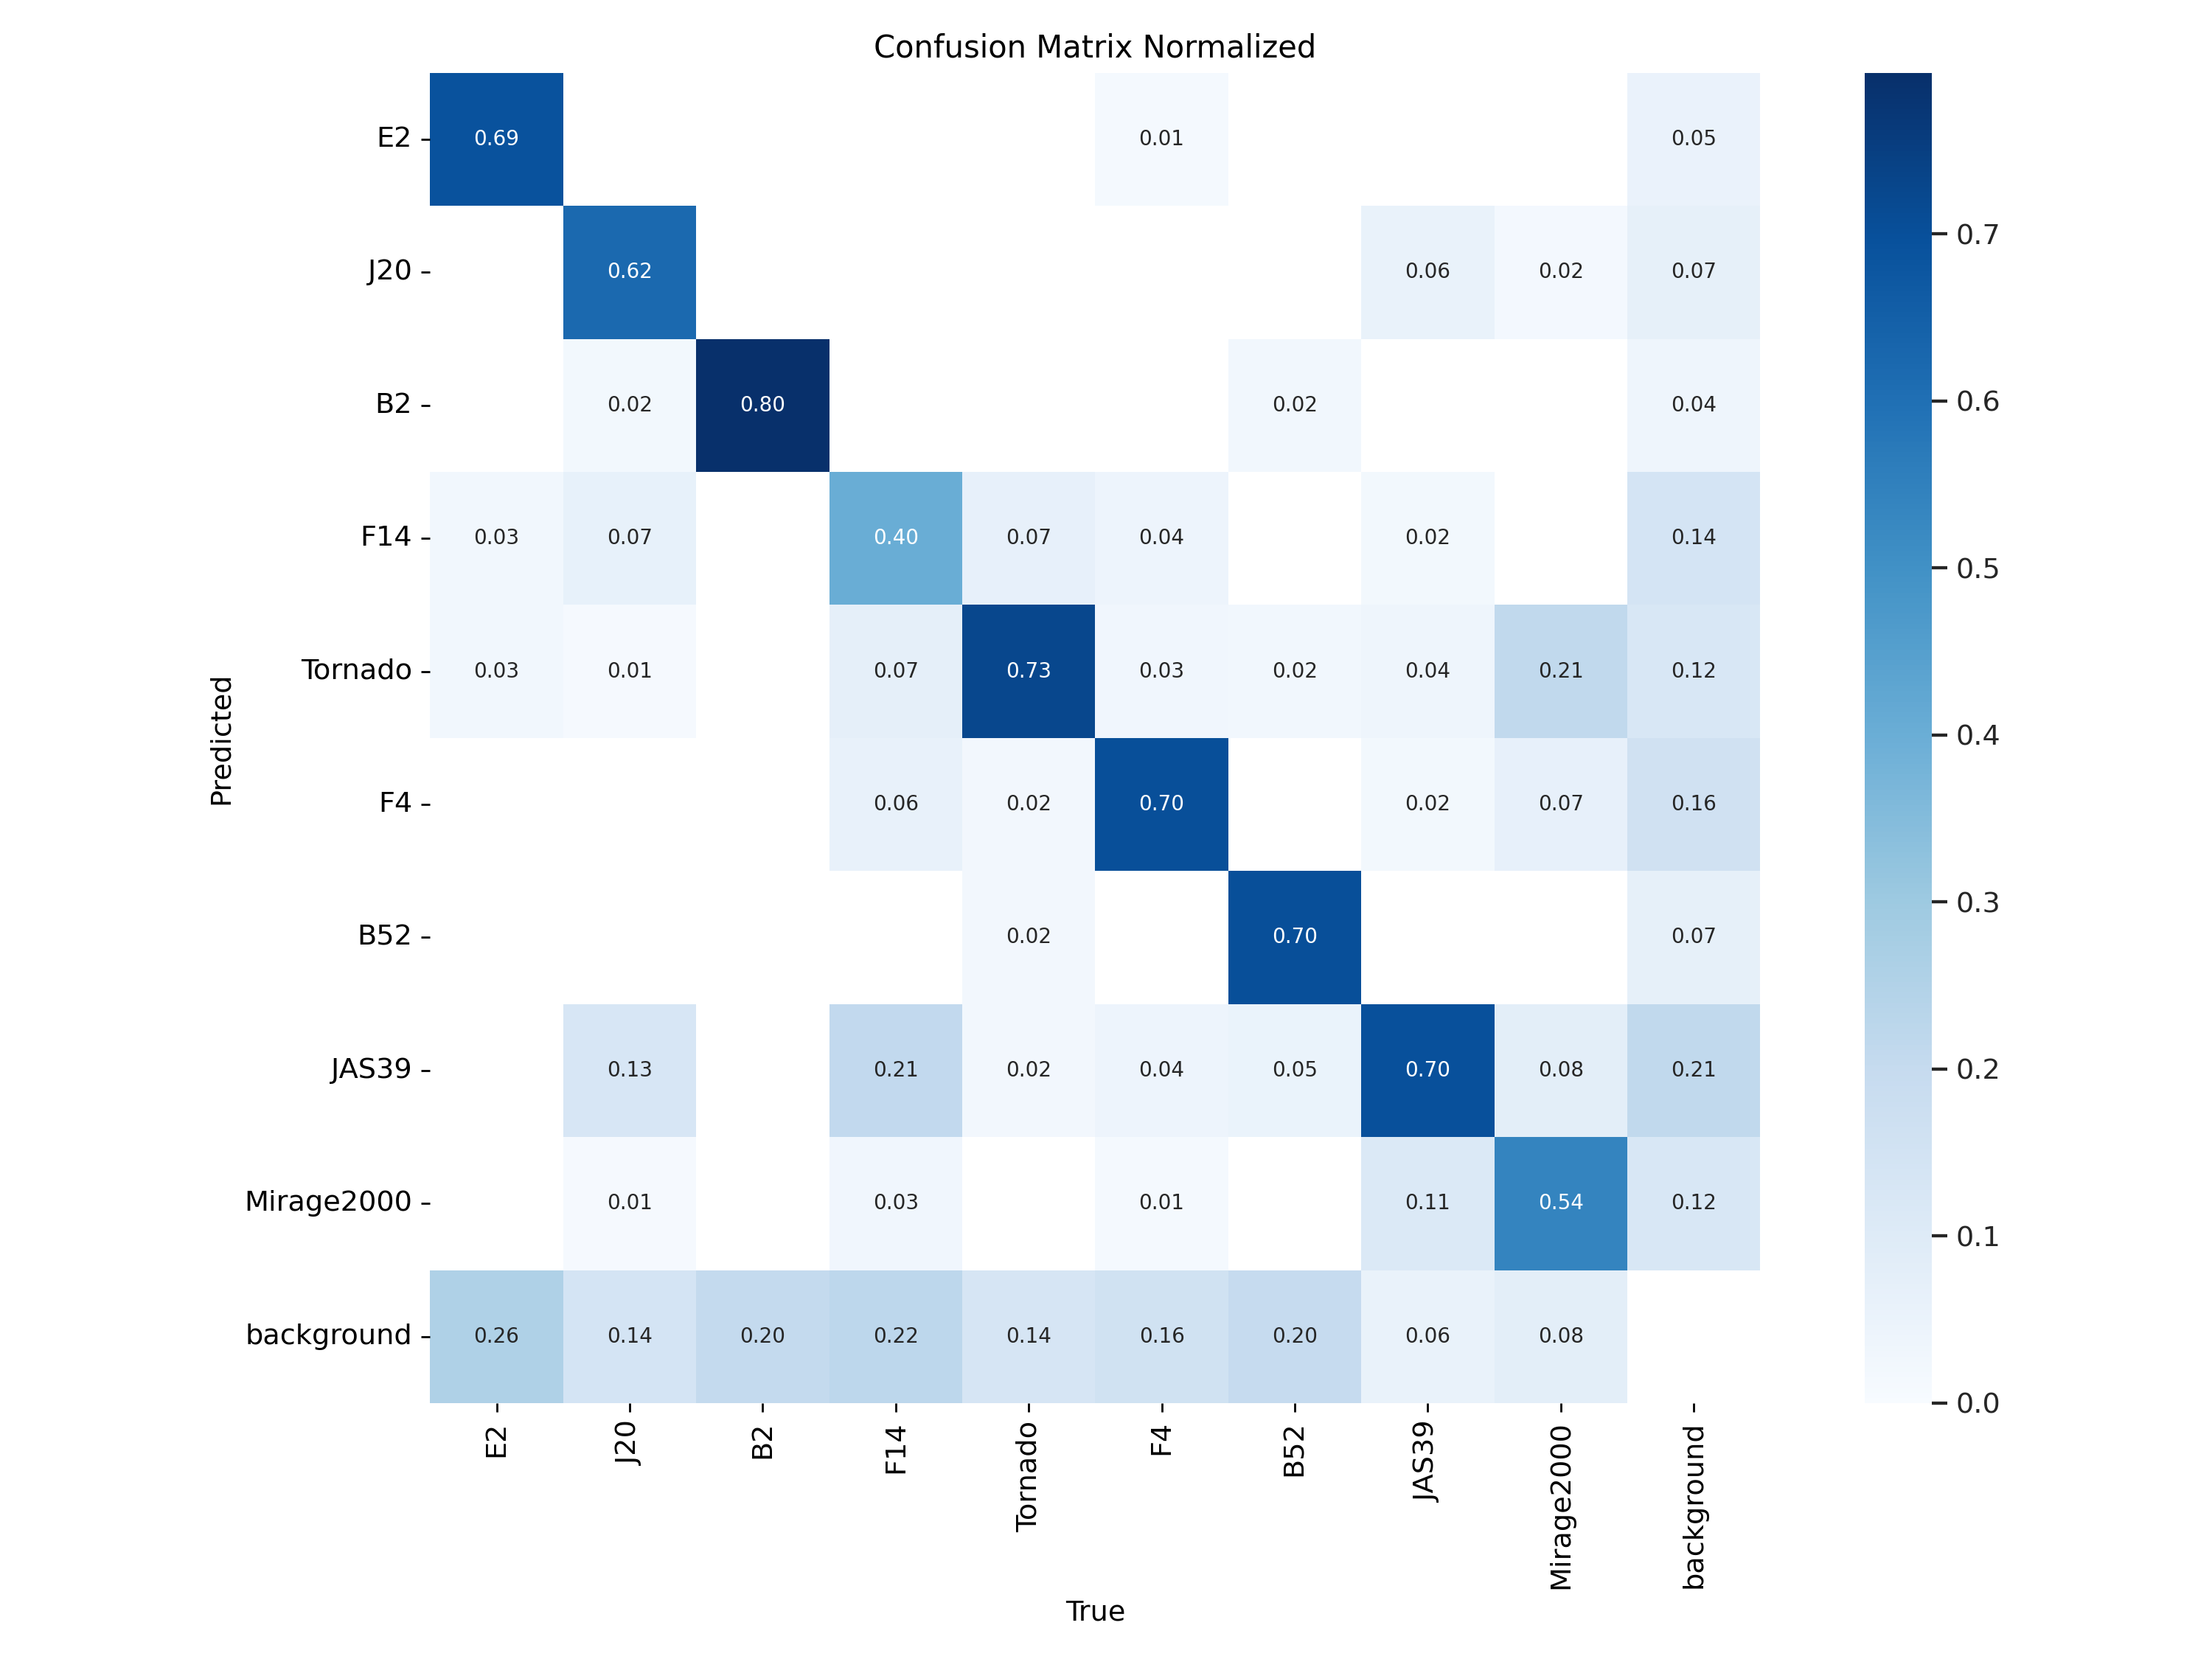 Confusion Matrix Normalized
E2 0.69 0.01 0.05
J20 0.62 0.06 0.02 0.07
B2 0.02 0.80 0.02 0.04
F14 0.03 0.07 0.40 0.07 0.04 0.02 0.14
Tornado 0.03 0.01 0.07 0.73 0.03 0.02 0.04 0.21 0.12
F4 0.06 0.02 0.70 0.02 0.07 0.16
B52 0.02 0.70 0.07
JAS39 0.13 0.21 0.02 0.04 0.05 0.70 0.08 0.21
Mirage2000 0.01 0.03 0.01 0.11 0.54 0.12
background 0.26 0.14 0.20 0.22 0.14 0.16 0.20 0.06 0.08
Predicted
E2 J20 B2 F14 Tornado F4 B52 JAS39 Mirage2000 background
True
0.7
0.6
0.5
0.4
0.3
0.2
0.1
0.0